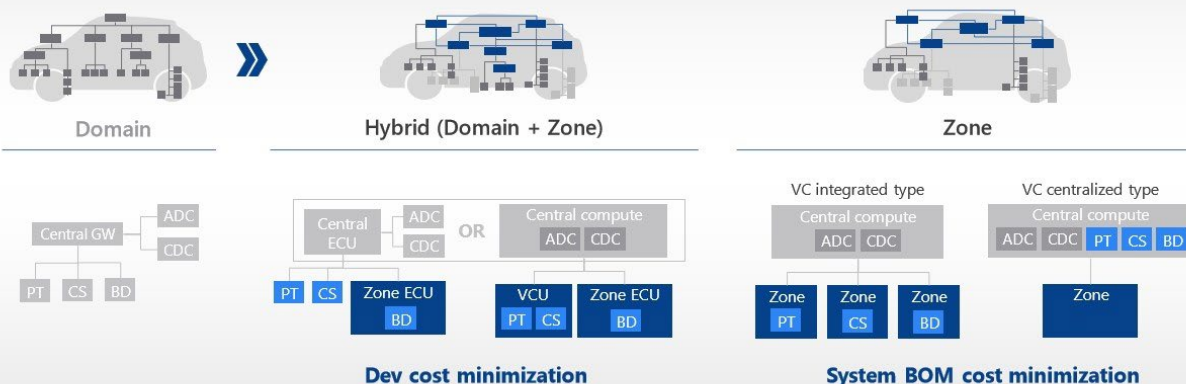 Domain
Hybrid (Domain + Zone)
Zone
Central GW
ADC
CDC
PT CS BD
Central
ECU
ADC
CDC
OR
Central compute
ADC CDC
PT CS
Zone ECU
BD
VCU
PT CS
Zone ECU
BD
Dev cost minimization
VC integrated type
Central compute
ADC CDC
Zone
PT
Zone
CS
Zone
BD
VC centralized type
Central compute
ADC CDC PT CS BD
Zone
System BOM cost minimization